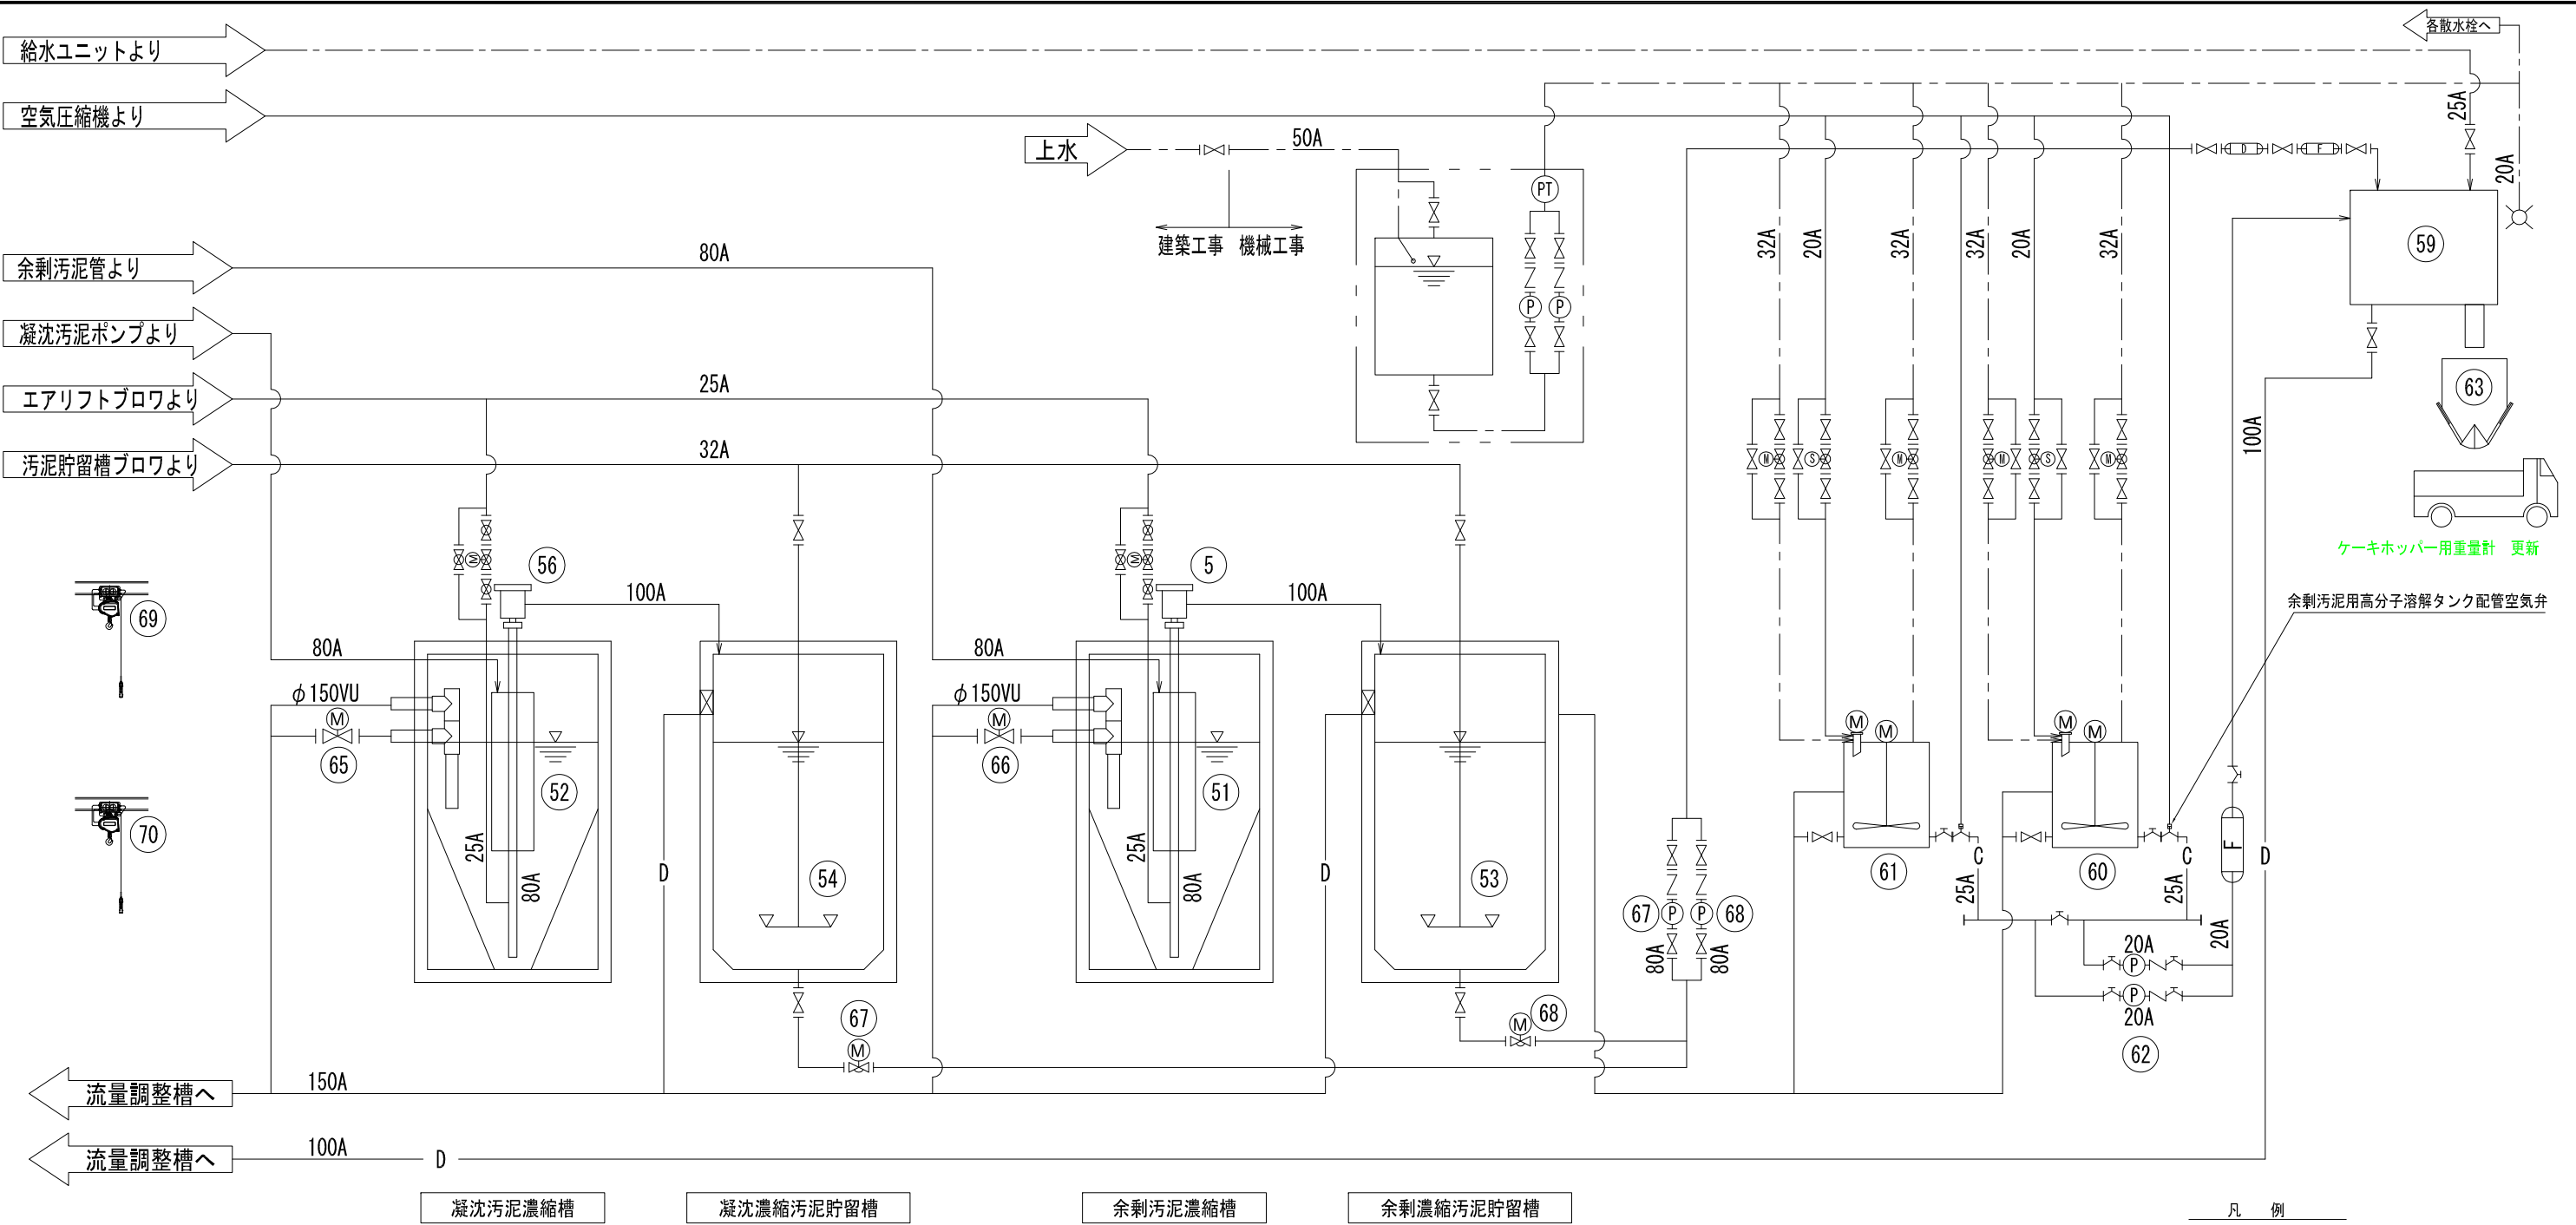 給水ユニットより
各散水栓へ
空気圧縮機より
25A
上水
50A
20A
D
F
PT
建築工事 機械工事
32A
20A
32A
32A
20A
32A
59
余剰汚泥管より
80A
P
P
凝沈汚泥ポンプより
エアリフトブロワより
25A
63
汚泥貯留槽ブロワより
32A
100A
M
S
M
M
S
M
ケーキホッパー用重量計 更新
M
56
M
5
100A
100A
余剰汚泥用高分子溶解タンク配管空気弁
69
80A
80A
φ150VU
φ150VU
M
65
M
66
M
M
M
M
52
51
70
25A
80A
D
54
25A
80A
D
53
67
P
P
68
80A
80A
61
60
C
25A
C
25A
F
D
20A
20A
P
P
20A
62
67
M
68
M
流量調整槽へ
150A
流量調整槽へ
100A
D
凝沈汚泥濃縮槽
凝沈濃縮汚泥貯留槽
余剰汚泥濃縮槽
余剰濃縮汚泥貯留槽
凡 例